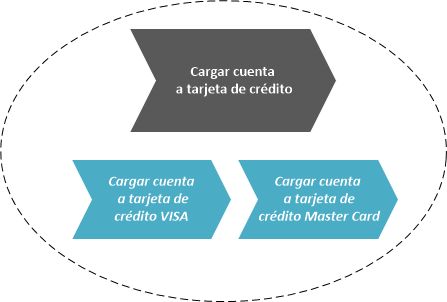 Cargar cuenta
a tarjeta de crédito
Cargar cuenta
a tarjeta de
crédito VISA
Cargar cuenta
a tarjeta de
crédito Master Card